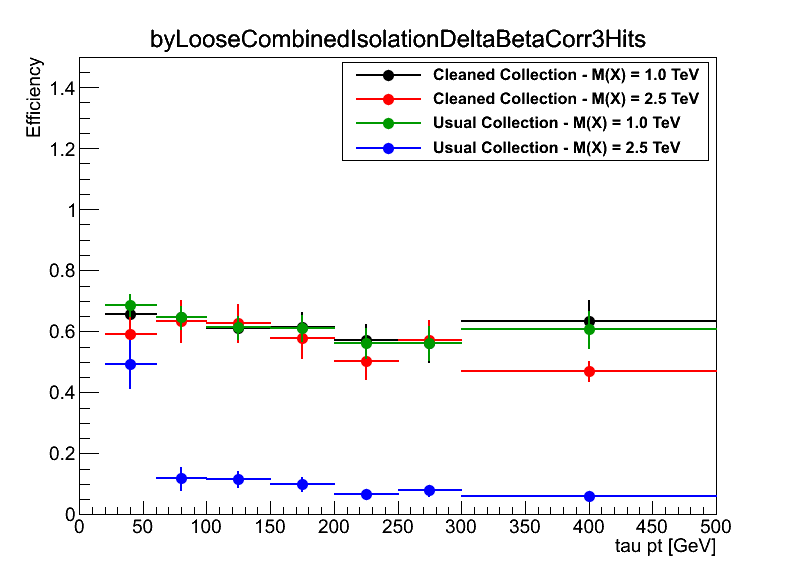 byLooseCombinedIsolationDeltaBetaCorr3Hits
Efficiency
Cleaned Collection - M(X) = 1.0 TeV
Cleaned Collection - M(X) = 2.5 TeV
Usual Collection - M(X) = 1.0 TeV
Usual Collection - M(X) = 2.5 TeV
1.4
1.2
1
0.8
0.6
0.4
0.2
0
0 50 100 150 200 250 300 350 400 450 500
tau pt [GeV]